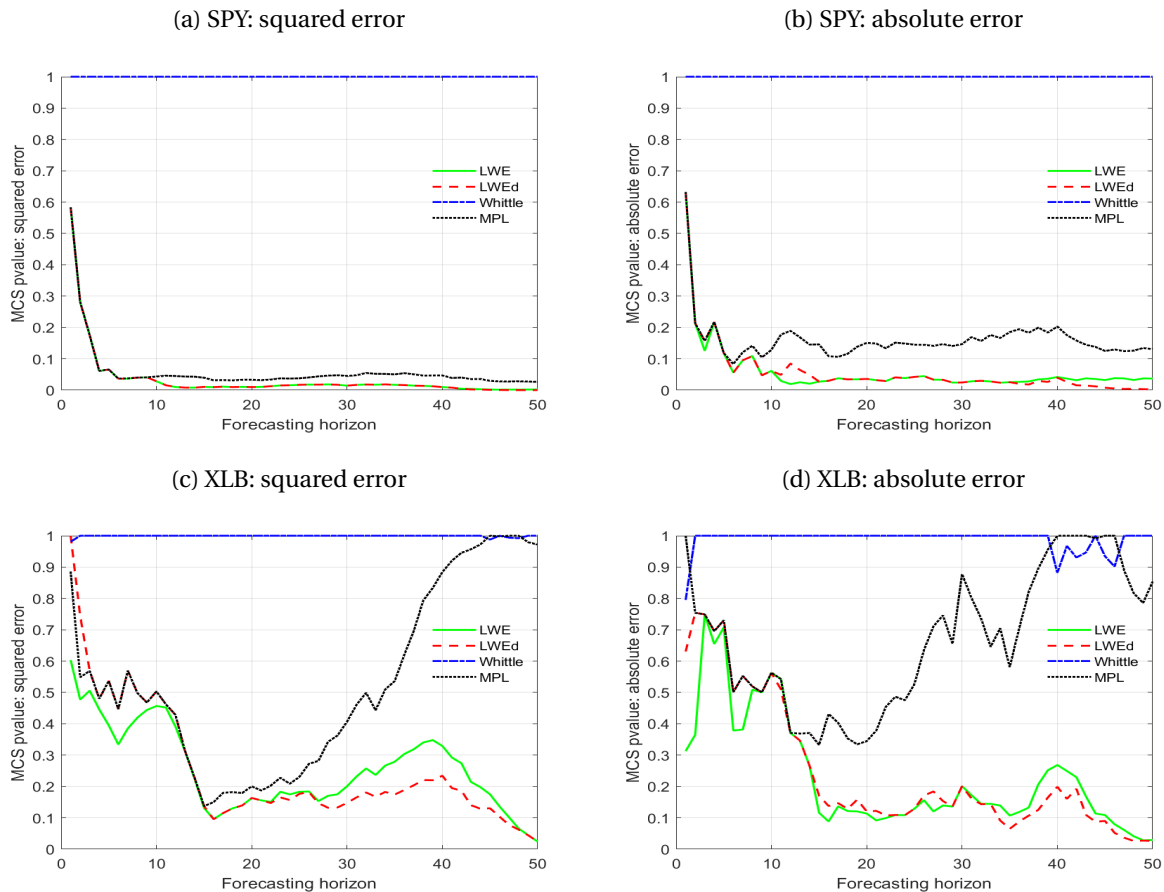 (a) SPY: squared error
(b) SPY: absolute error
1
0.9
0.8
0.7
0.6
0.5
0.4
0.3
0.2
0.1
0
MCS pvalue: squared error
LWE
LWEd
Whittle
MPL
0 10 20 30 40 50
Forecasting horizon
1
0.9
0.8
0.7
0.6
0.5
0.4
0.3
0.2
0.1
0
MCS pvalue: absolute error
LWE
LWEd
Whittle
MPL
0 10 20 30 40 50
Forecasting horizon
(c) XLB: squared error
(d) XLB: absolute error
1
0.9
0.8
0.7
0.6
0.5
0.4
0.3
0.2
0.1
0
MCS pvalue: squared error
LWE
LWEd
Whittle
MPL
0 10 20 30 40 50
Forecasting horizon
1
0.9
0.8
0.7
0.6
0.5
0.4
0.3
0.2
0.1
0
MCS pvalue: absolute error
LWE
LWEd
Whittle
MPL
0 10 20 30 40 50
Forecasting horizon